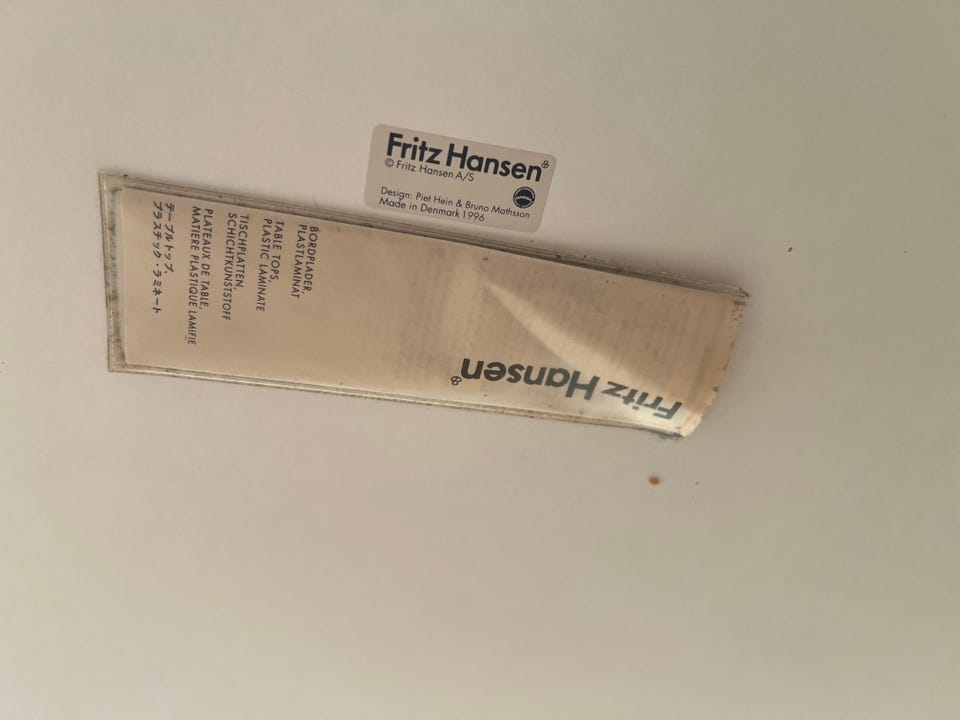 Fritz Hansen
© Fritz Hansen A/S
Design: Piet Hein & Bruno Mathsson
Made in Denmark 1996
BORDPLADER,
PLASTLAMINAT
TABLE TOPS,
PLASTIC LAMINATE
TISCHPLATTEN,
SCHICHTKUNSTSTOFF
PLATEAUX DE TABLE,
MATIERE PLASTIQUE LAMIFIE
テーブルトップ、
プラスチック・ラミネート
Fritz Hansen